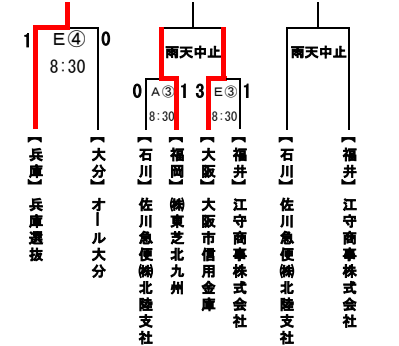 1
E④
0
8:30
雨天中止
0
A③
1
8:30
3
E③
1
8:30
雨天中止
【兵庫】 兵庫選抜
【大分】 オール大分
【石川】 佐川急便㈱北陸支社
【福岡】 ㈱東芝北九州
【大阪】 大阪市信用金庫
【福井】 江守商事株式会社
【石川】 佐川急便㈱北陸支社
【福井】 江守商事株式会社